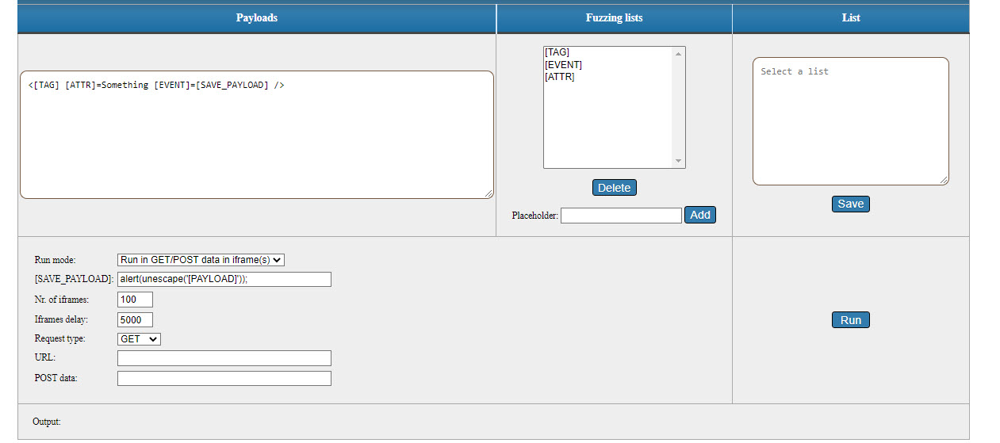 Payloads Fuzzing lists List
<[TAG] [ATTR]=Something [EVENT]=[SAVE_PAYLOAD] />
[TAG]
[EVENT]
[ATTR]
Delete
Placeholder: Add
Select a list
Save
Run mode: Run in GET/POST data in iframe(s)
[SAVE_PAYLOAD]: alert(unescape('[PAYLOAD]'));
Nr. of iframes: 100
Iframes delay: 5000
Request type: GET
URL:
POST data:
Run
Output: